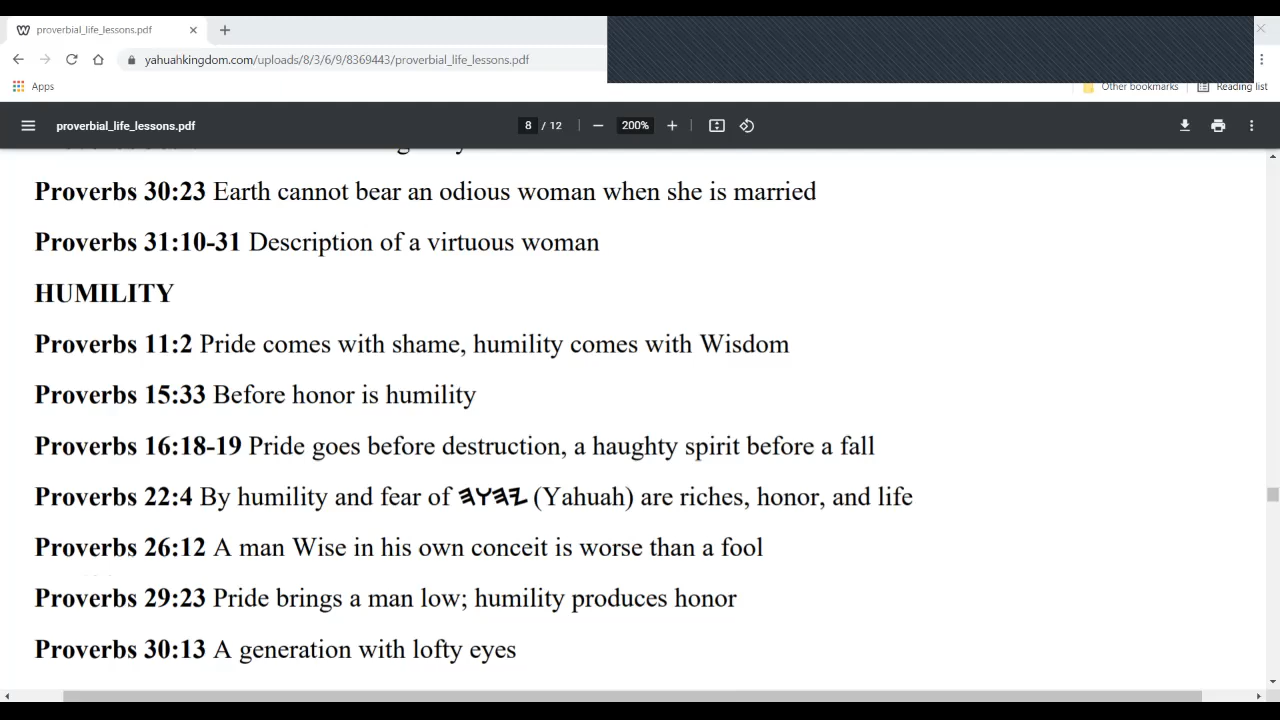 proverbial_life_lessons.pdf
yahuahkingdom.com/uploads/8/3/6/9/8369443/proverbial_life_lessons.pdf
Apps
Other bookmarks
Reading list
proverbial_life_lessons.pdf
8 / 12
200%
Proverbs 30:23 Earth cannot bear an odious woman when she is married
Proverbs 31:10-31 Description of a virtuous woman
HUMILITY
Proverbs 11:2 Pride comes with shame, humility comes with Wisdom
Proverbs 15:33 Before honor is humility
Proverbs 16:18-19 Pride goes before destruction, a haughty spirit before a fall
Proverbs 22:4 By humility and fear of 𐤉𐤄𐤅𐤄 (Yahuah) are riches, honor, and life
Proverbs 26:12 A man Wise in his own conceit is worse than a fool
Proverbs 29:23 Pride brings a man low; humility produces honor
Proverbs 30:13 A generation with lofty eyes